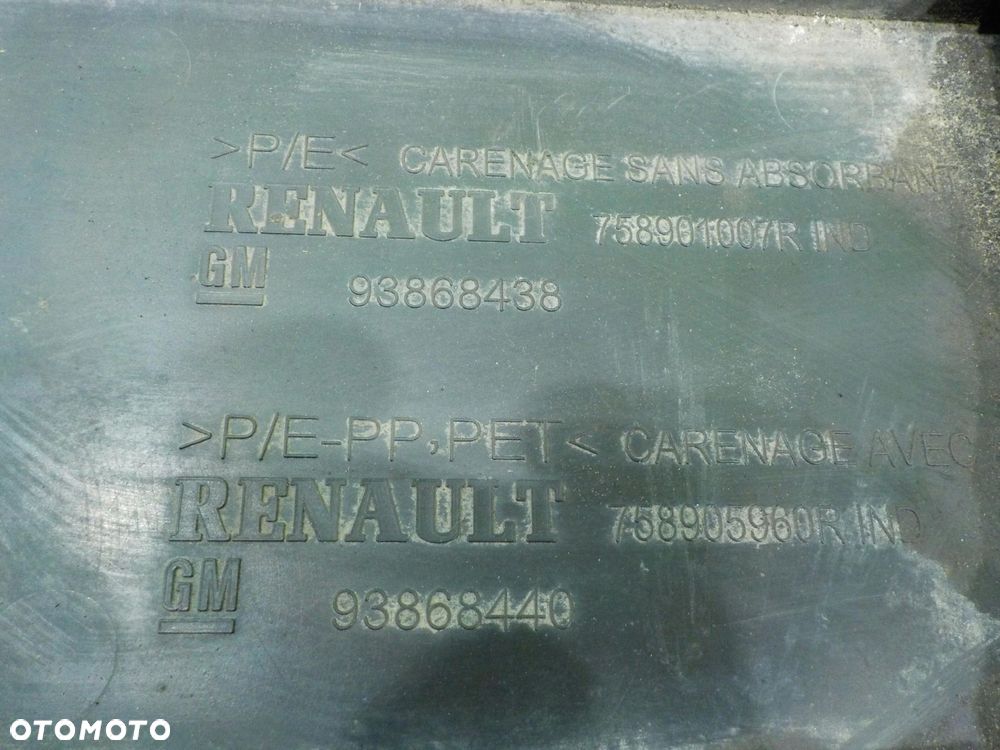 >P/E< CARENAGE SANS ABSORBANT
RENAULT 758901007R IND
GM 93868438
>P/E-PP,PET< CARENAGE AVEC
RENAULT 758905960R IND
GM 93868440
OTOMOTO